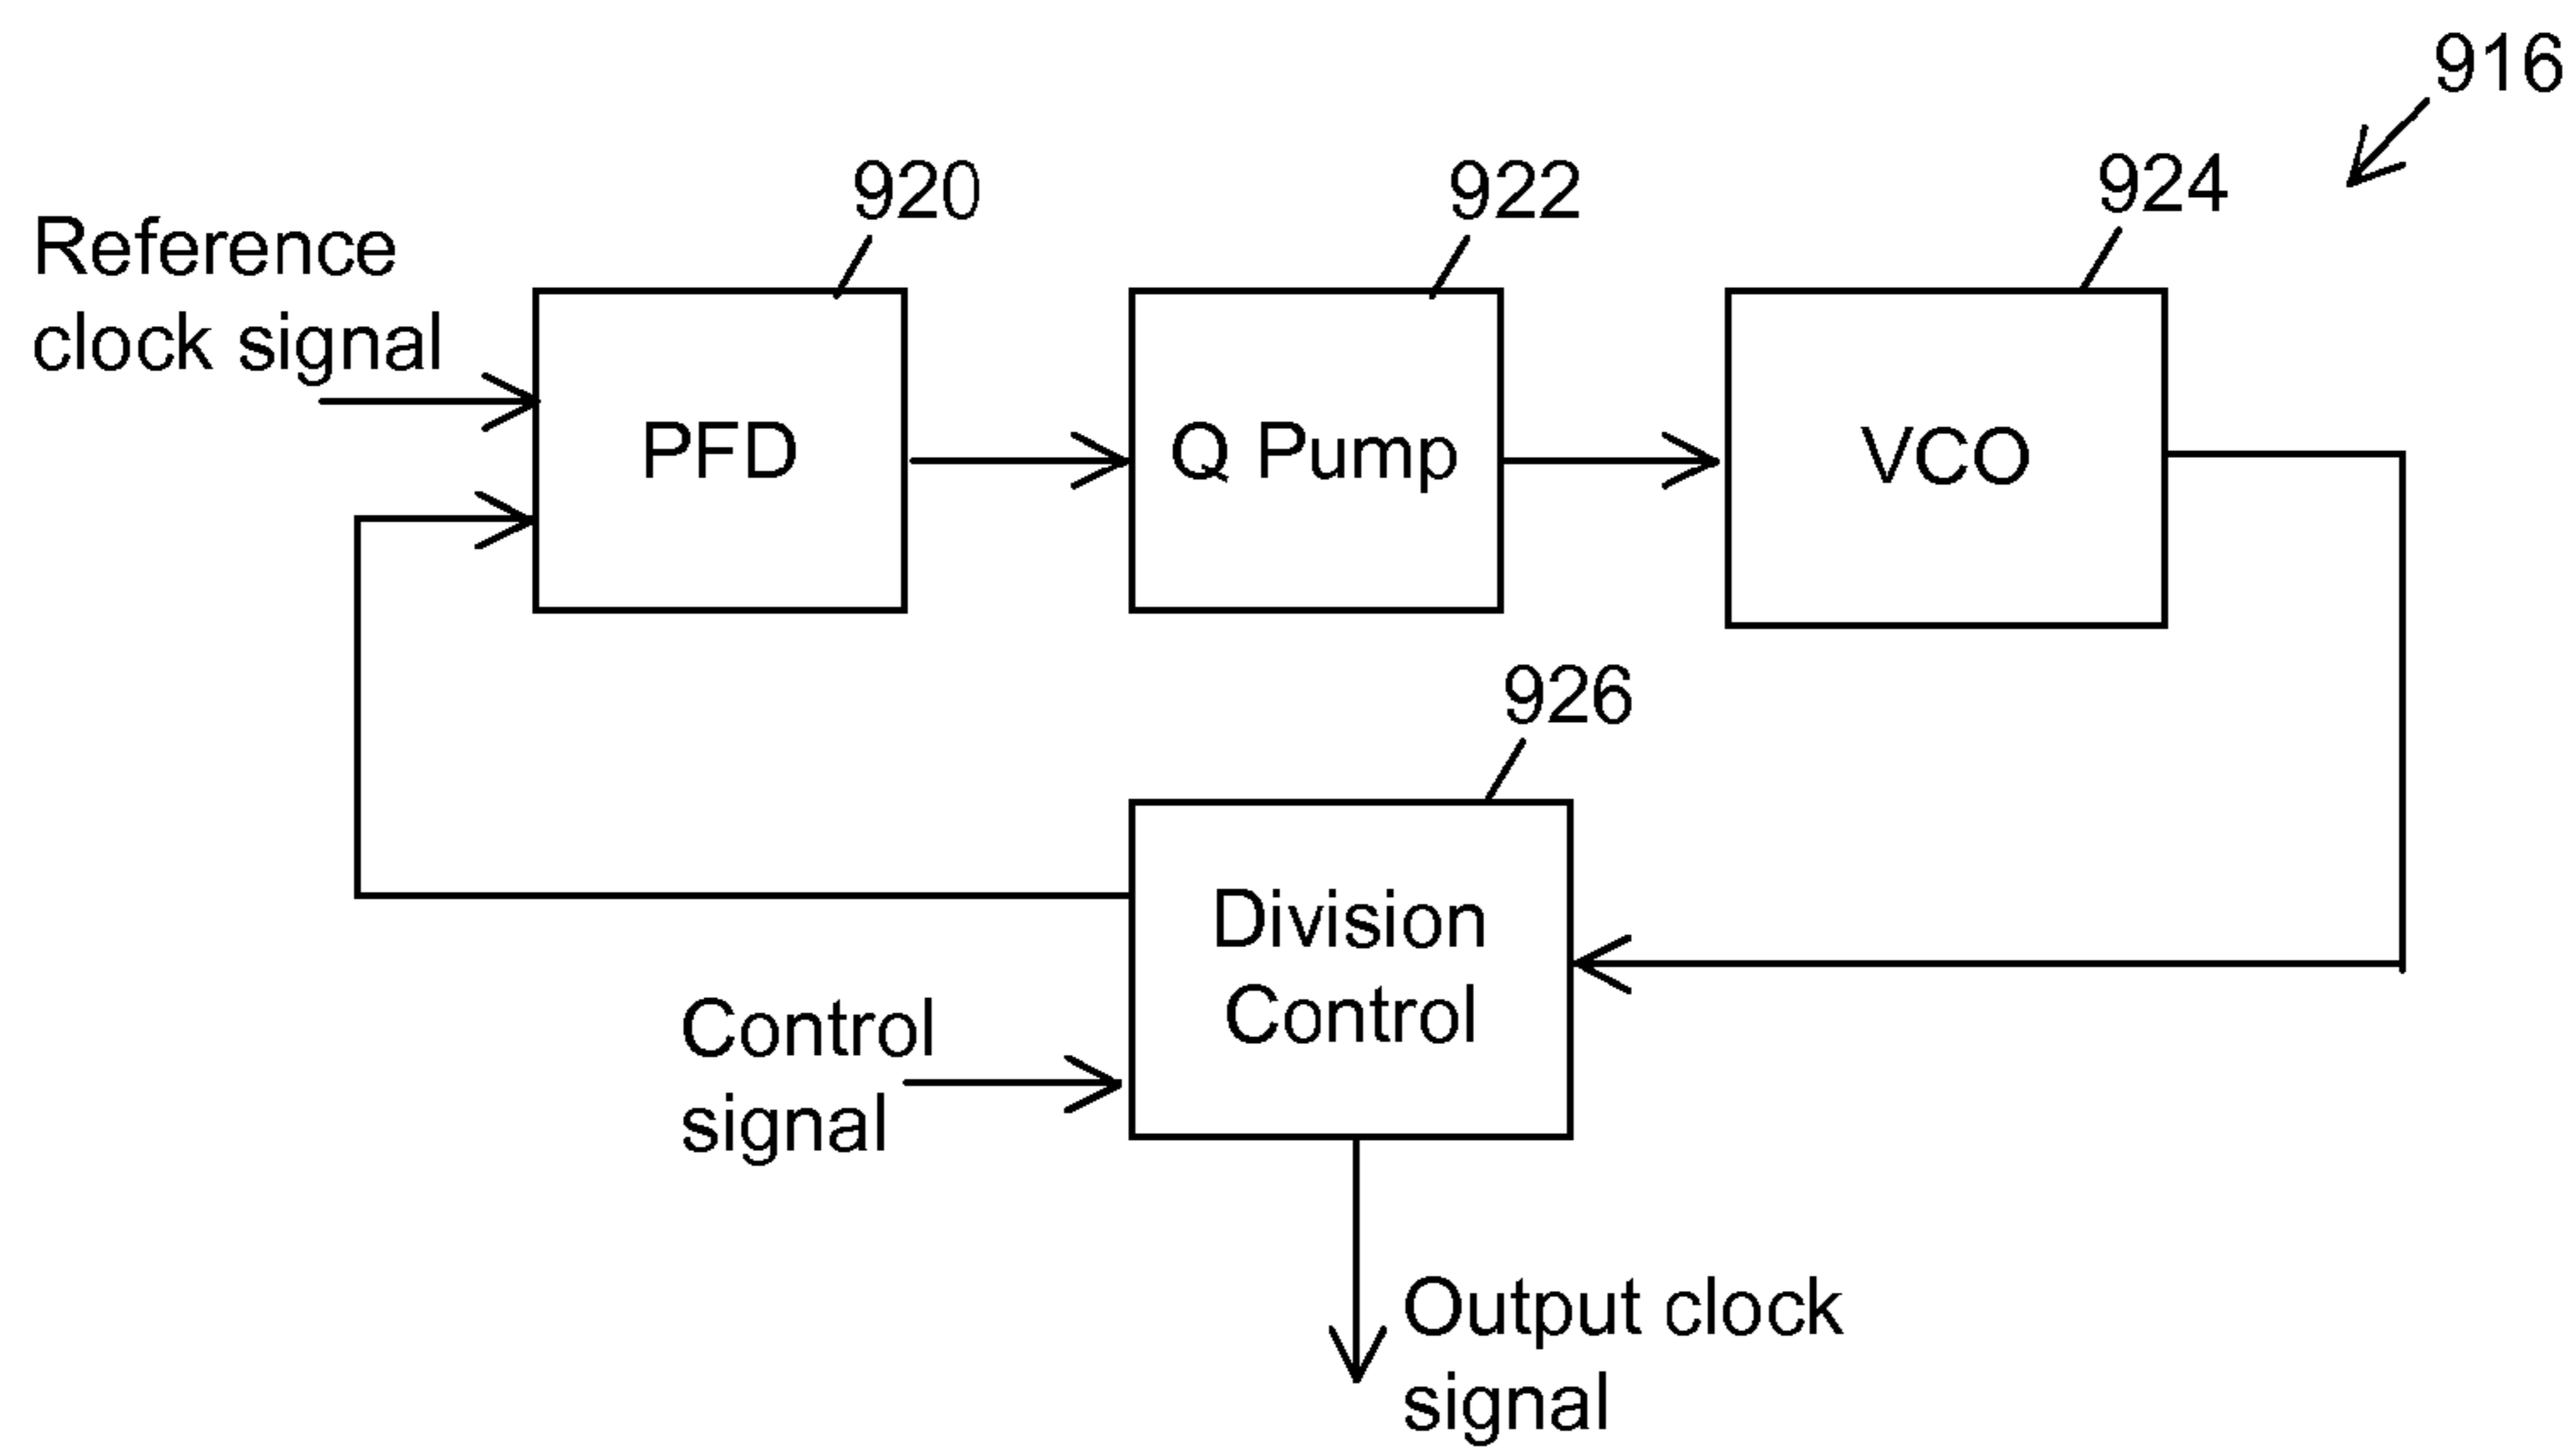 916
920
922
924
Reference
clock signal
PFD
Q Pump
VCO
926
Division
Control
Control
signal
Output clock
signal